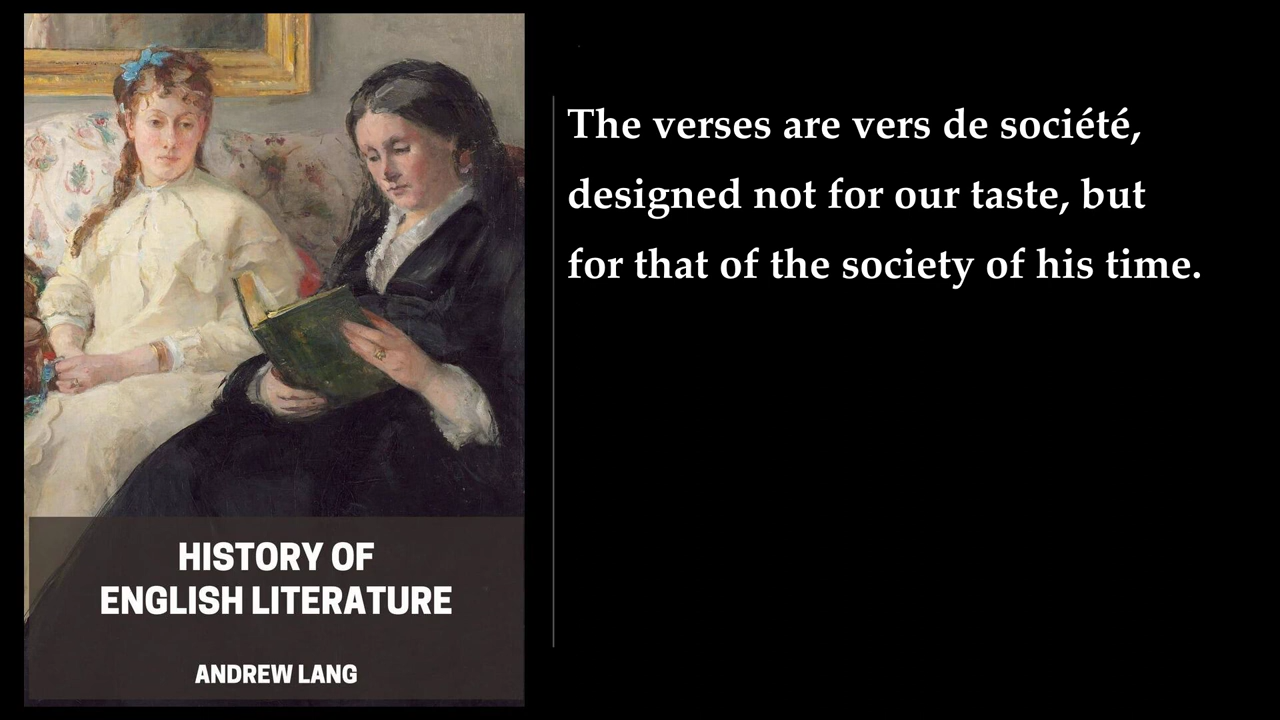 The verses are vers de société,
designed not for our taste, but
for that of the society of his time.
HISTORY OF
ENGLISH LITERATURE
ANDREW LANG